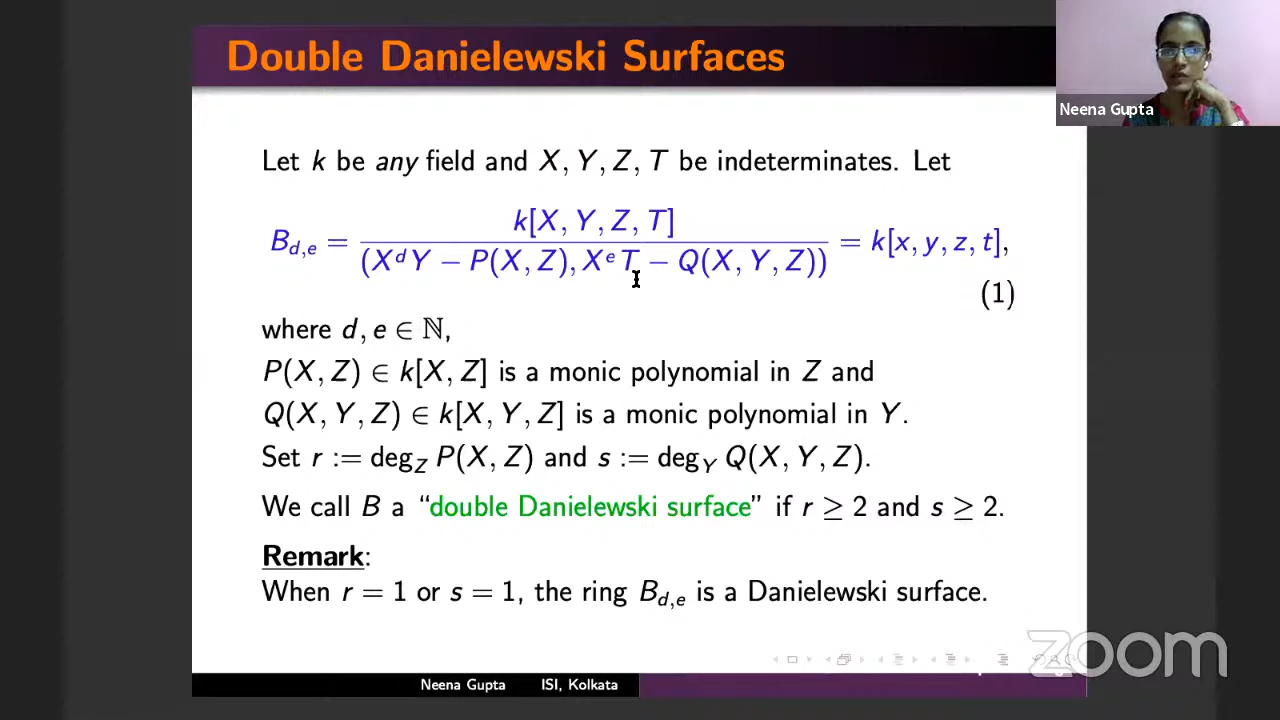 Double Danielewski Surfaces
Neena Gupta
Let k be any field and X, Y, Z, T be indeterminates. Let
B_{d,e} = \frac{k[X, Y, Z, T]}{(X^d Y − P(X, Z), X^e T − Q(X, Y, Z))} = k[x, y, z, t],
(1)
where d, e ∈ ℕ,
P(X, Z) ∈ k[X, Z] is a monic polynomial in Z and
Q(X, Y, Z) ∈ k[X, Y, Z] is a monic polynomial in Y.
Set r := deg_Z P(X, Z) and s := deg_Y Q(X, Y, Z).
We call B a “double Danielewski surface” if r ≥ 2 and s ≥ 2.
Remark:
When r = 1 or s = 1, the ring B_{d,e} is a Danielewski surface.
zoom
Neena Gupta ISI, Kolkata